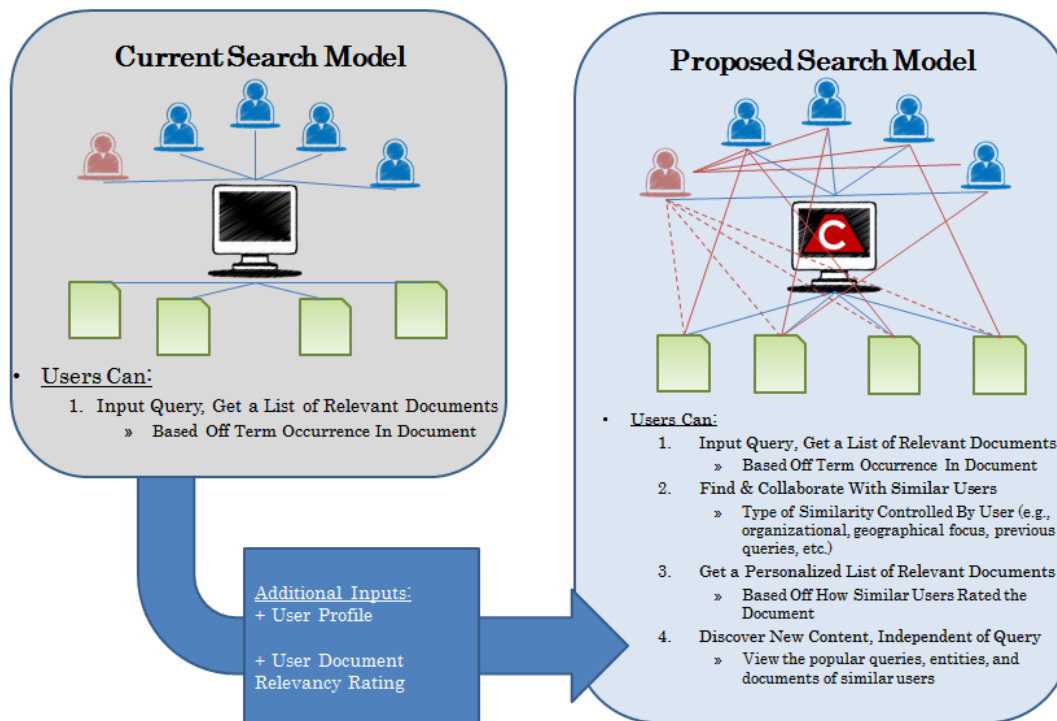 Current Search Model
• Users Can:
1. Input Query, Get a List of Relevant Documents
» Based Off Term Occurrence In Document
Additional Inputs:
+ User Profile
+ User Document
Relevancy Rating
Proposed Search Model
C
• Users Can:
1. Input Query, Get a List of Relevant Documents
» Based Off Term Occurrence In Document
2. Find & Collaborate With Similar Users
» Type of Similarity Controlled By User (e.g.,
organizational, geographical focus, previous
queries, etc.)
3. Get a Personalized List of Relevant Documents
» Based Off How Similar Users Rated the
Document
4. Discover New Content, Independent of Query
» View the popular queries, entities, and
documents of similar users